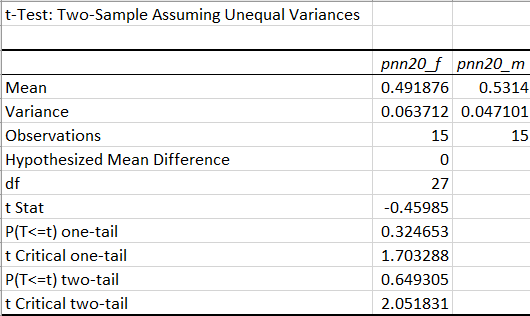 t-Test: Two-Sample Assuming Unequal Variances
pnn20_f pnn20_m
Mean 0.491876 0.5314
Variance 0.063712 0.047101
Observations 15 15
Hypothesized Mean Difference 0
df 27
t Stat -0.45985
P(T<=t) one-tail 0.324653
t Critical one-tail 1.703288
P(T<=t) two-tail 0.649305
t Critical two-tail 2.051831